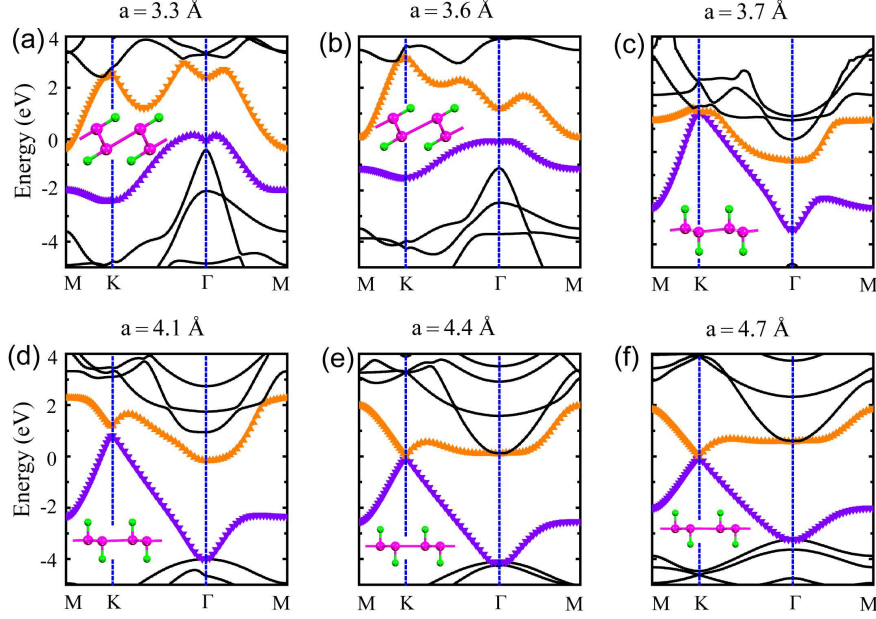 a = 3.3 Å
a = 3.6 Å
a = 3.7 Å
(a)
(b)
(c)
4
2
0
-2
-4
Energy (eV)
M K Γ M
M K Γ M
M K Γ M
a = 4.1 Å
a = 4.4 Å
a = 4.7 Å
(d)
(e)
(f)
4
2
0
-2
-4
Energy (eV)
M K Γ M
M K Γ M
M K Γ M